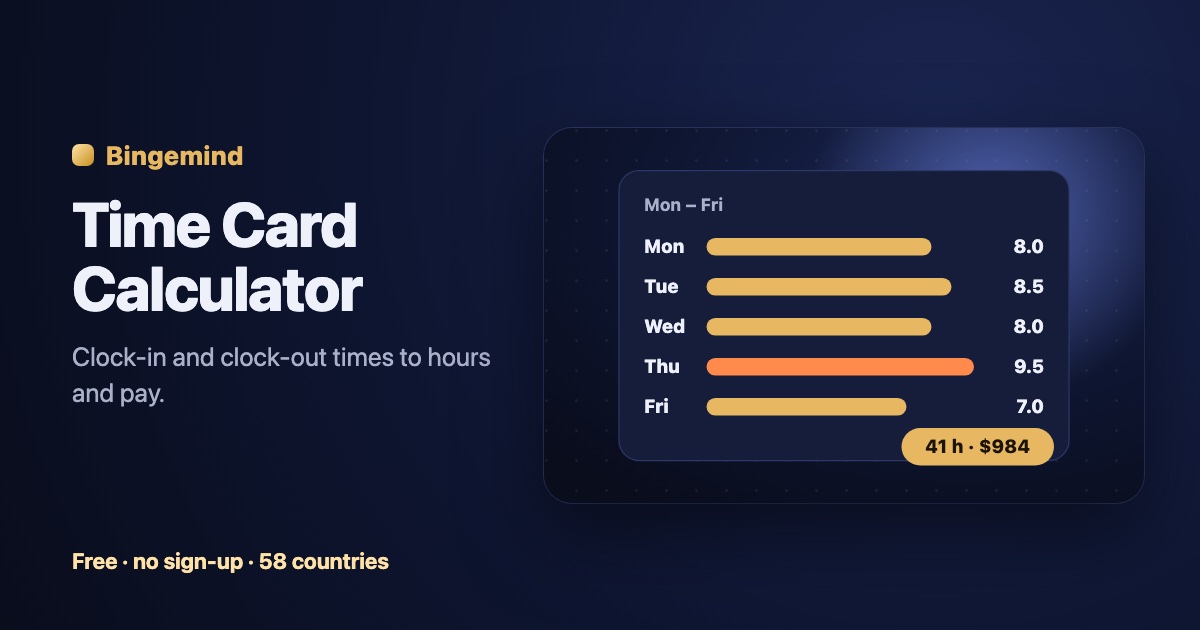 Bingemind
Time Card
Calculator
Clock-in and clock-out times to hours
and pay.
Free · no sign-up · 58 countries
Mon – Fri
Mon 8.0
Tue 8.5
Wed 8.0
Thu 9.5
Fri 7.0
41 h · $984